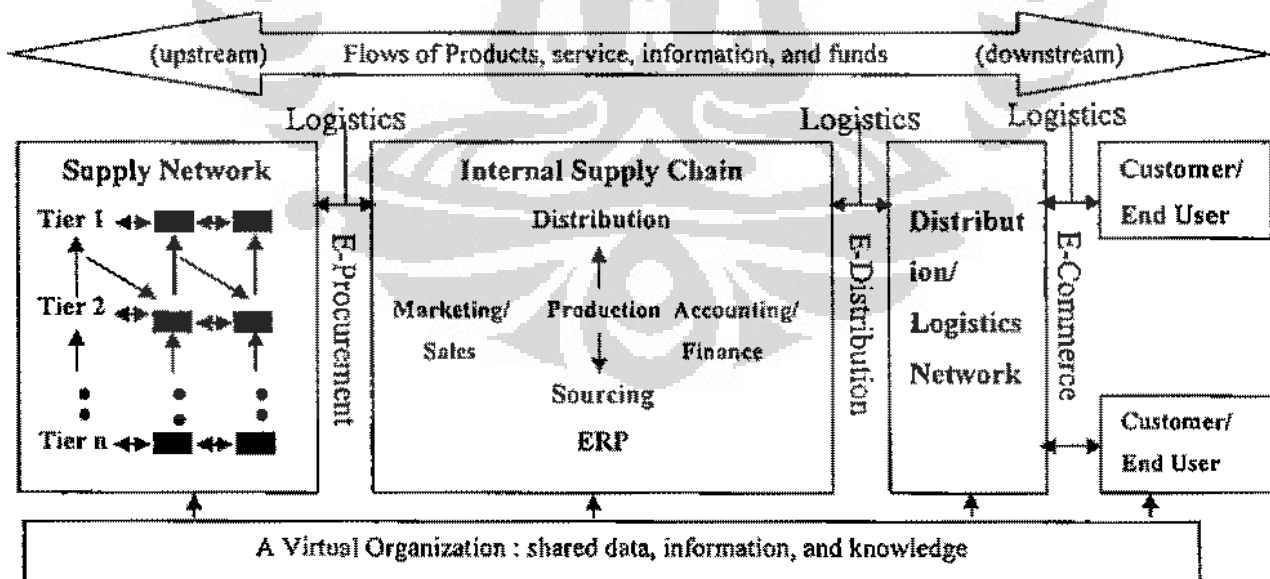 (upstream) Flows of Products, service, information, and funds (downstream)
Logistics Logistics Logistics
Supply Network
Tier 1
Tier 2
Tier n
E-Procurement
Internal Supply Chain
Distribution
Marketing/ Production Accounting/
Sales Finance
Sourcing
ERP
E-Distribution
Distribut
ion/
Logistics
Network
E-Commerce
Customer/
End User
Customer/
End User
A Virtual Organization : shared data, information, and knowledge